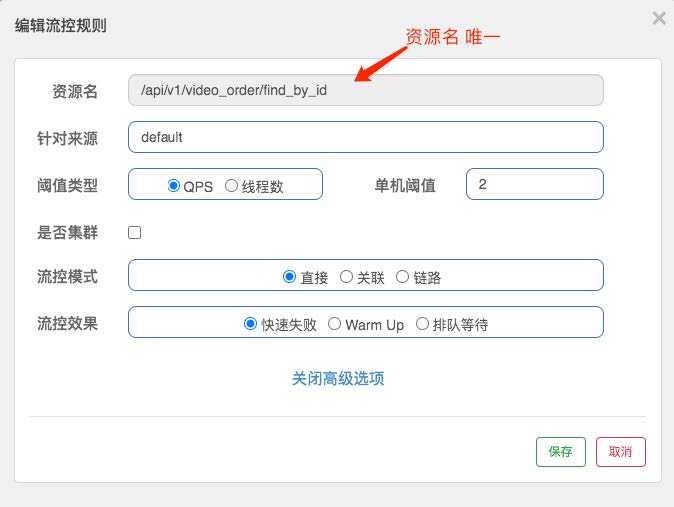 编辑流控规则
×
资源名 唯一
资源名 /api/v1/video_order/find_by_id
针对来源 default
阈值类型 QPS 线程数 单机阈值 2
是否集群
流控模式 直接 关联 链路
流控效果 快速失败 Warm Up 排队等待
关闭高级选项
保存 取消